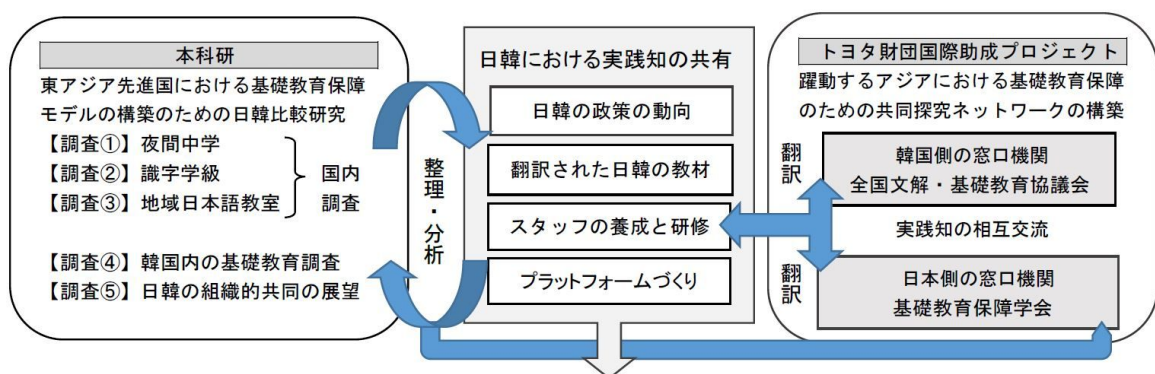 本科研
東アジア先進国における基礎教育保障
モデルの構築のための日韓比較研究
【調査①】夜間中学
【調査②】識字学級
【調査③】地域日本語教室
国内
調査
【調査④】韓国内の基礎教育調査
【調査⑤】日韓の組織的共同の展望
整理・分析
日韓における実践知の共有
日韓の政策の動向
翻訳された日韓の教材
スタッフの養成と研修
プラットフォームづくり
トヨタ財団国際助成プロジェクト
躍動するアジアにおける基礎教育保障
のための共同探究ネットワークの構築
翻訳
韓国側の窓口機関
全国文解・基礎教育協議会
実践知の相互交流
翻訳
日本側の窓口機関
基礎教育保障学会